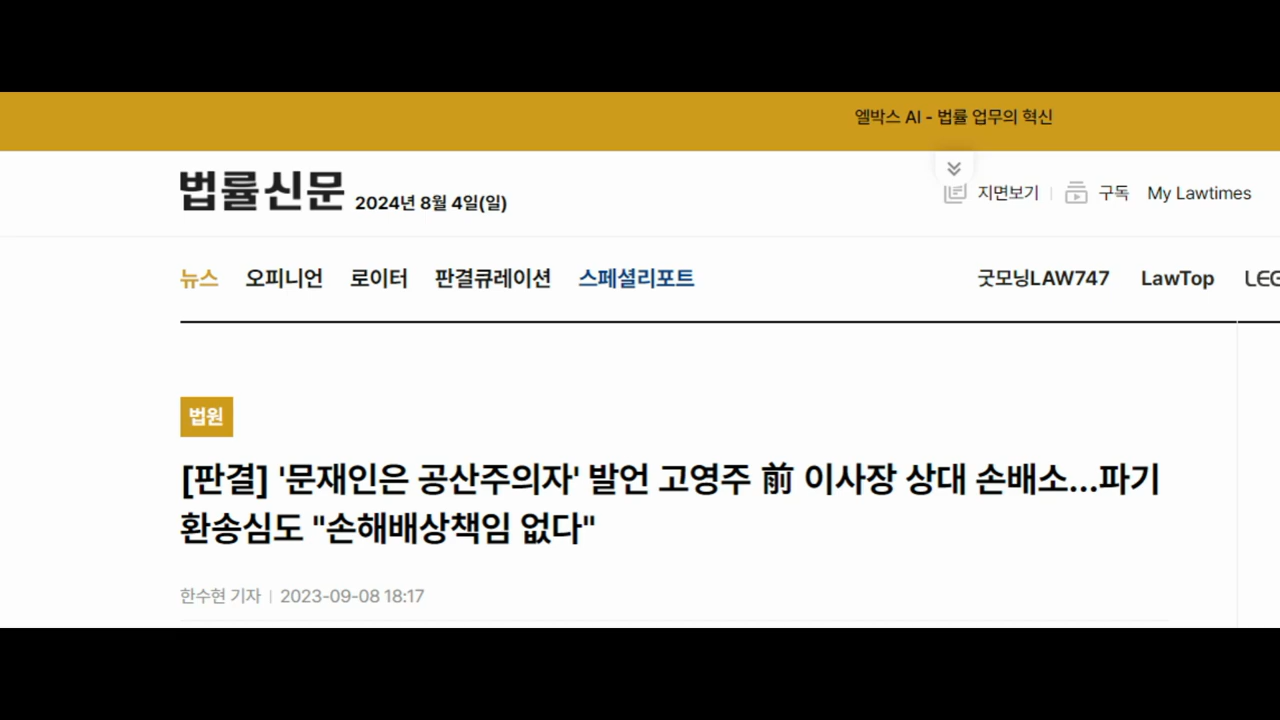 엘박스 AI - 법률 업무의 혁신
법률신문 2024년 8월 4일(일)
지면보기 구독 My Lawtimes
뉴스 오피니언 로이터 판결큐레이션 스페셜리포트 굿모닝LAW747 LawTop LEG
법원
[판결] '문재인은 공산주의자' 발언 고영주 前 이사장 상대 손배소...파기
환송심도 "손해배상책임 없다"
한수현 기자 | 2023-09-08 18:17